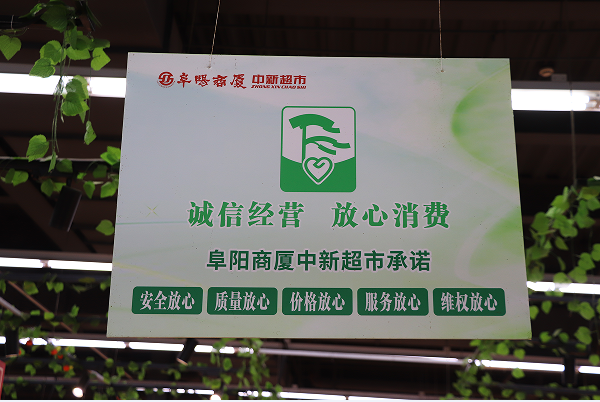 阜阳商厦 中新超市
ZHONG XIN CHAO SHI
诚信经营 放心消费
阜阳商厦中新超市承诺
安全放心 质量放心 价格放心 服务放心 维权放心